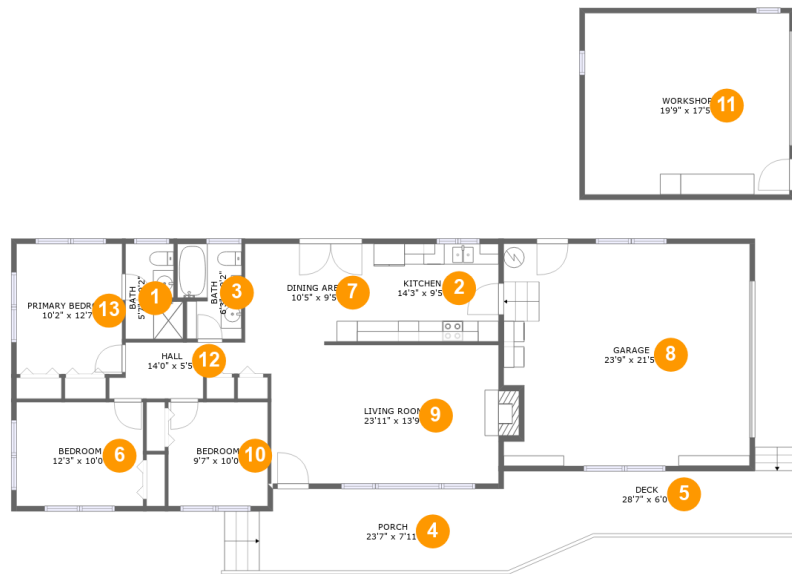 11
WORKSHOP
19'9" x 17'5"
PRIMARY BEDROOM
10'2" x 12'7"
13
BATH
1
BATH
3
DINING AREA
10'5" x 9'5"
7
KITCHEN
14'3" x 9'5"
2
HALL
14'0" x 5'5"
12
GARAGE
23'9" x 21'5"
8
LIVING ROOM
23'11" x 13'9"
9
BEDROOM
12'3" x 10'0"
6
BEDROOM
9'7" x 10'0"
10
DECK
28'7" x 6'0"
5
PORCH
23'7" x 7'11"
4